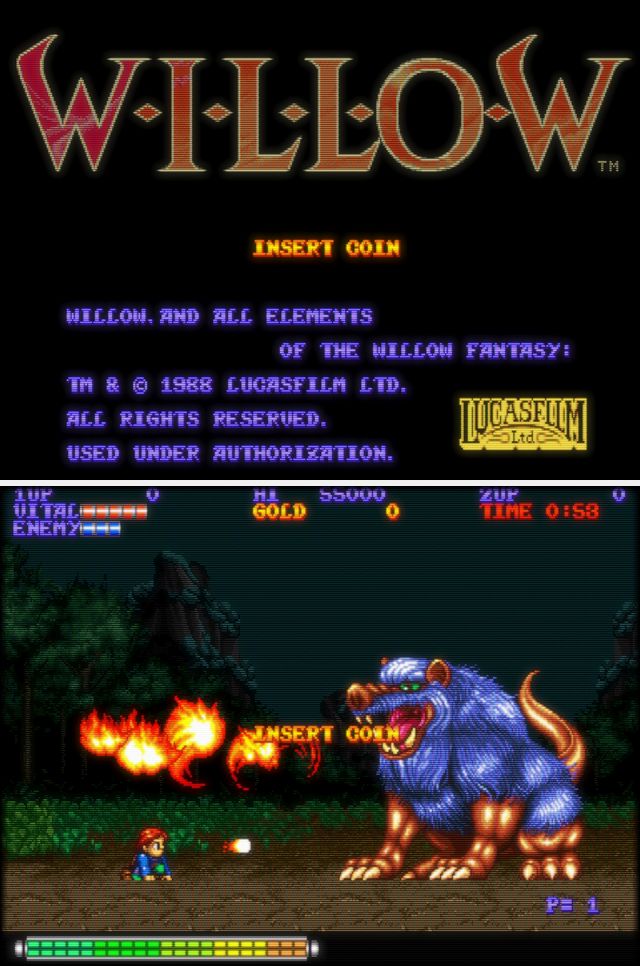 W·I·L·L·O·W
TM
INSERT COIN
WILLOW, AND ALL ELEMENTS
OF THE WILLOW FANTASY:
TM & © 1988 LUCASFILM LTD.
ALL RIGHTS RESERVED.
USED UNDER AUTHORIZATION.
LUCASFILM
Ltd.
1UP 0 HI 55000 2UP 0
VITAL GOLD 0 TIME 0:58
ENEMY
INSERT COIN
P= 1